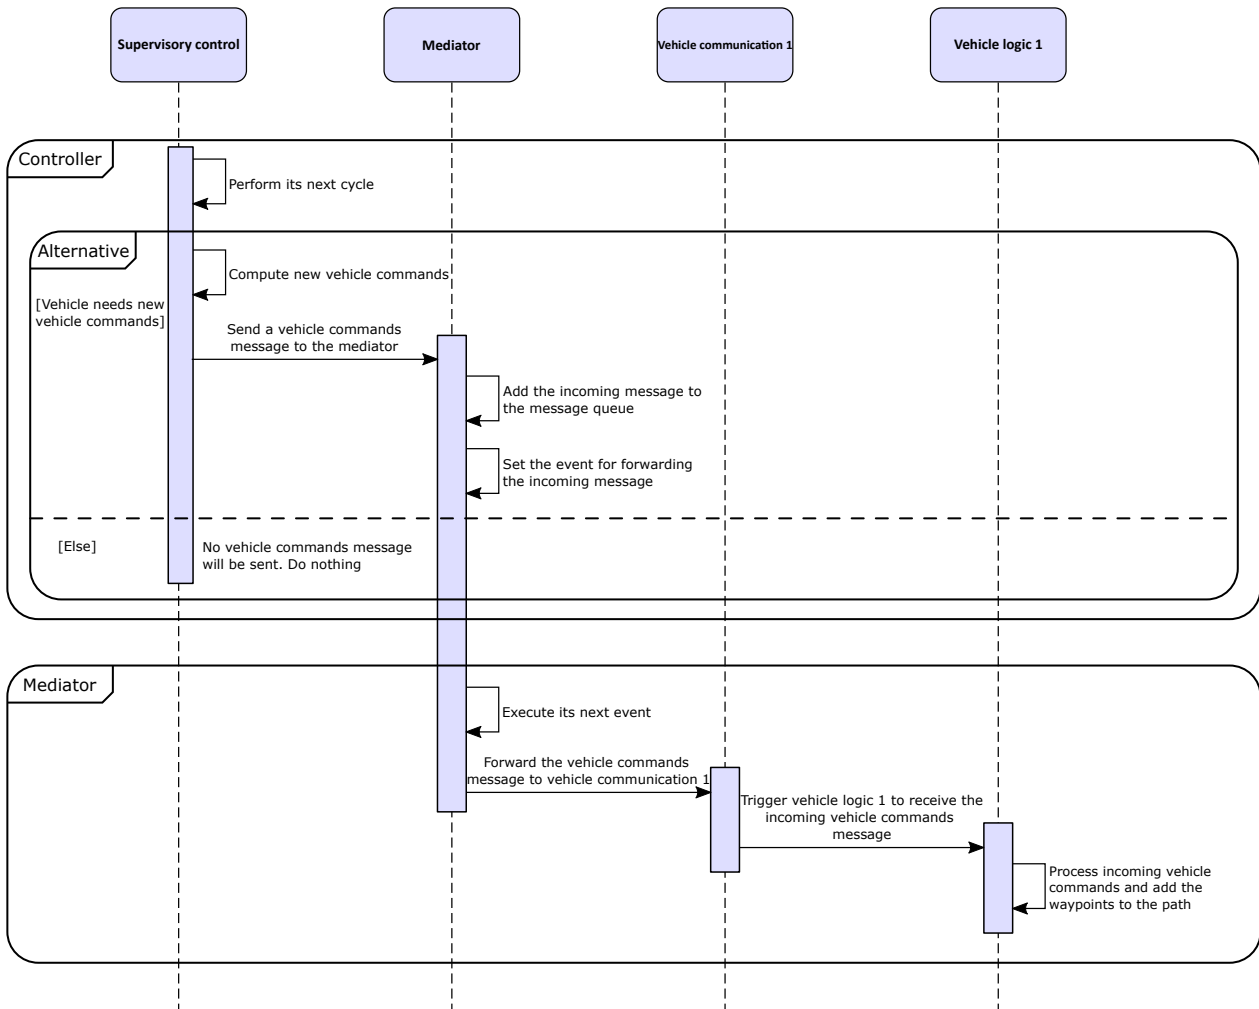 Supervisory control
Mediator
Vehicle communication 1
Vehicle logic 1
Controller
Perform its next cycle
Alternative
Compute new vehicle commands
[Vehicle needs new
vehicle commands]
Send a vehicle commands
message to the mediator
Add the incoming message to
the message queue
Set the event for forwarding
the incoming message
[Else]
No vehicle commands message
will be sent. Do nothing
Mediator
Execute its next event
Forward the vehicle commands
message to vehicle communication 1
Trigger vehicle logic 1 to receive the
incoming vehicle commands
message
Process incoming vehicle
commands and add the
waypoints to the path